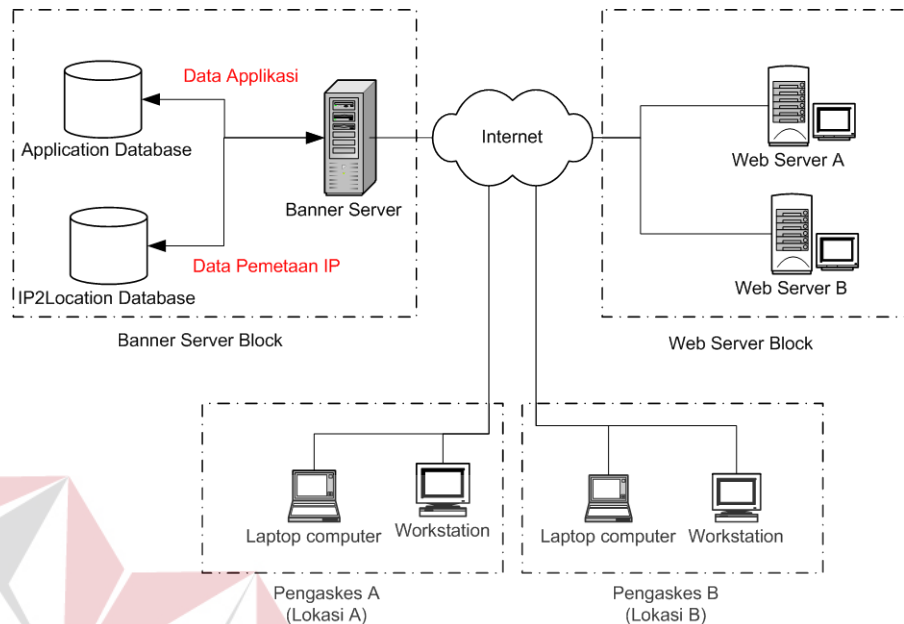 Data Applikasi
Application Database
Banner Server
Data Pemetaan IP
IP2Location Database
Banner Server Block
Internet
Web Server A
Web Server B
Web Server Block
Laptop computer
Workstation
Pengaskes A
(Lokasi A)
Laptop computer
Workstation
Pengaskes B
(Lokasi B)